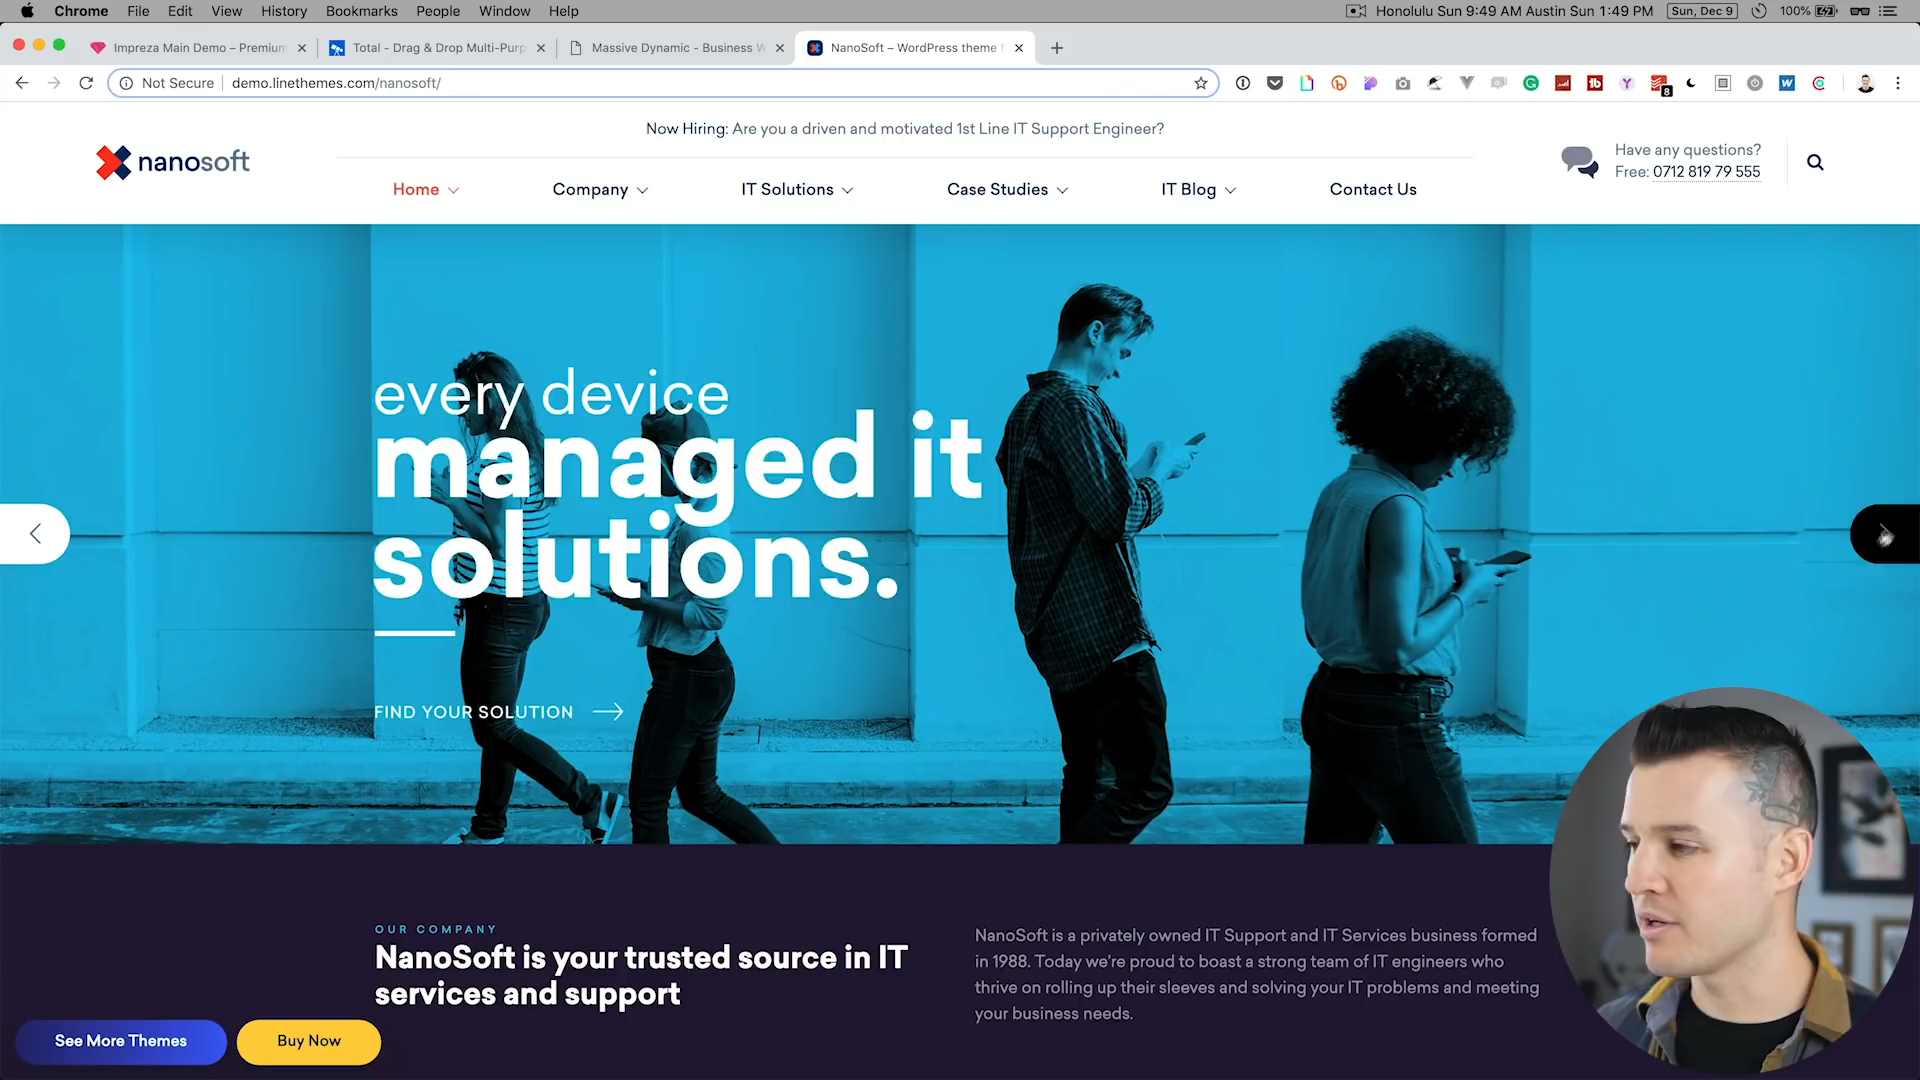 Chrome File Edit View History Bookmarks People Window Help
Honolulu Sun 9:49 AM Austin Sun 1:49 PM Sun, Dec 9 100%
Impreza Main Demo – Premium
Total - Drag & Drop Multi-Purp
Massive Dynamic - Business W
NanoSoft – WordPress theme f
Not Secure demo.linethemes.com/nanosoft/
8
Now Hiring: Are you a driven and motivated 1st Line IT Support Engineer?
nanosoft
Have any questions?
Free: 0712 819 79 555
Home Company IT Solutions Case Studies IT Blog Contact Us
every device
managed it
solutions.
FIND YOUR SOLUTION
OUR COMPANY
NanoSoft is your trusted source in IT
services and support
NanoSoft is a privately owned IT Support and IT Services business formed
in 1988. Today we're proud to boast a strong team of IT engineers who
thrive on rolling up their sleeves and solving your IT problems and meeting
your business needs.
See More Themes
Buy Now